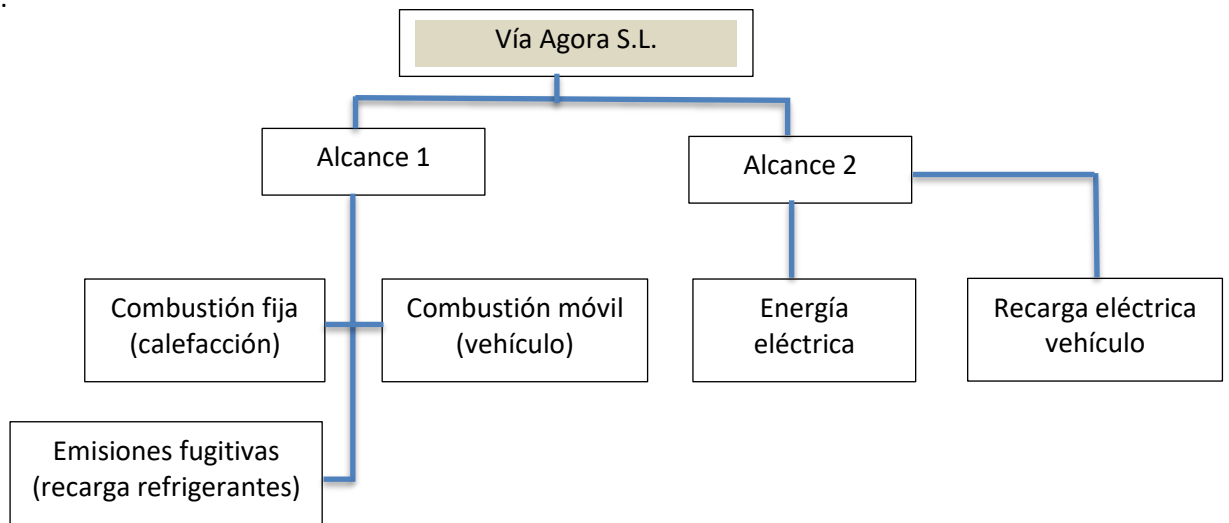 .
Vía Agora S.L.
Alcance 1
Alcance 2
Combustión fija
(calefacción)
Combustión móvil
(vehículo)
Energía
eléctrica
Recarga eléctrica
vehículo
Emisiones fugitivas
(recarga refrigerantes)